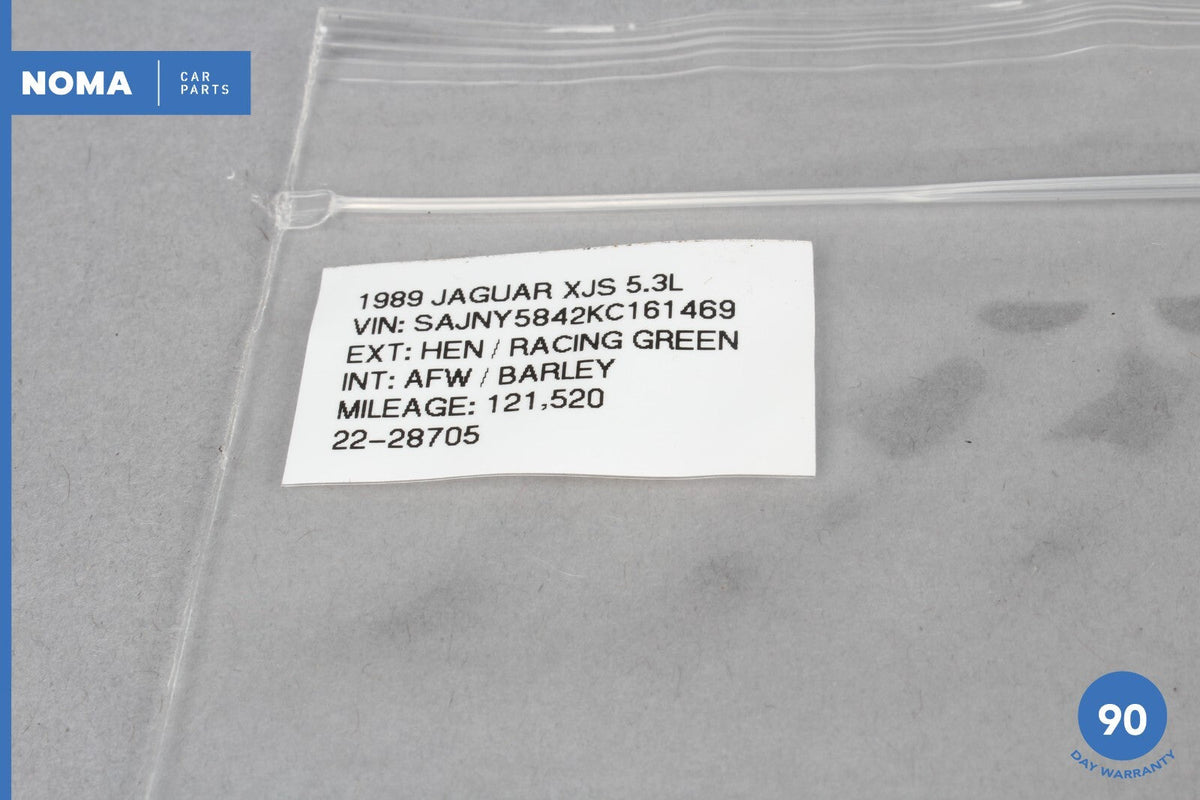 NOMA
CAR
PARTS
1989 JAGUAR XJS 5.3L
VIN: SAJNY5842KC161469
EXT: HEN / RACING GREEN
INT: AFW / BARLEY
MILEAGE: 121,520
22-28705
90
DAY WARRANTY